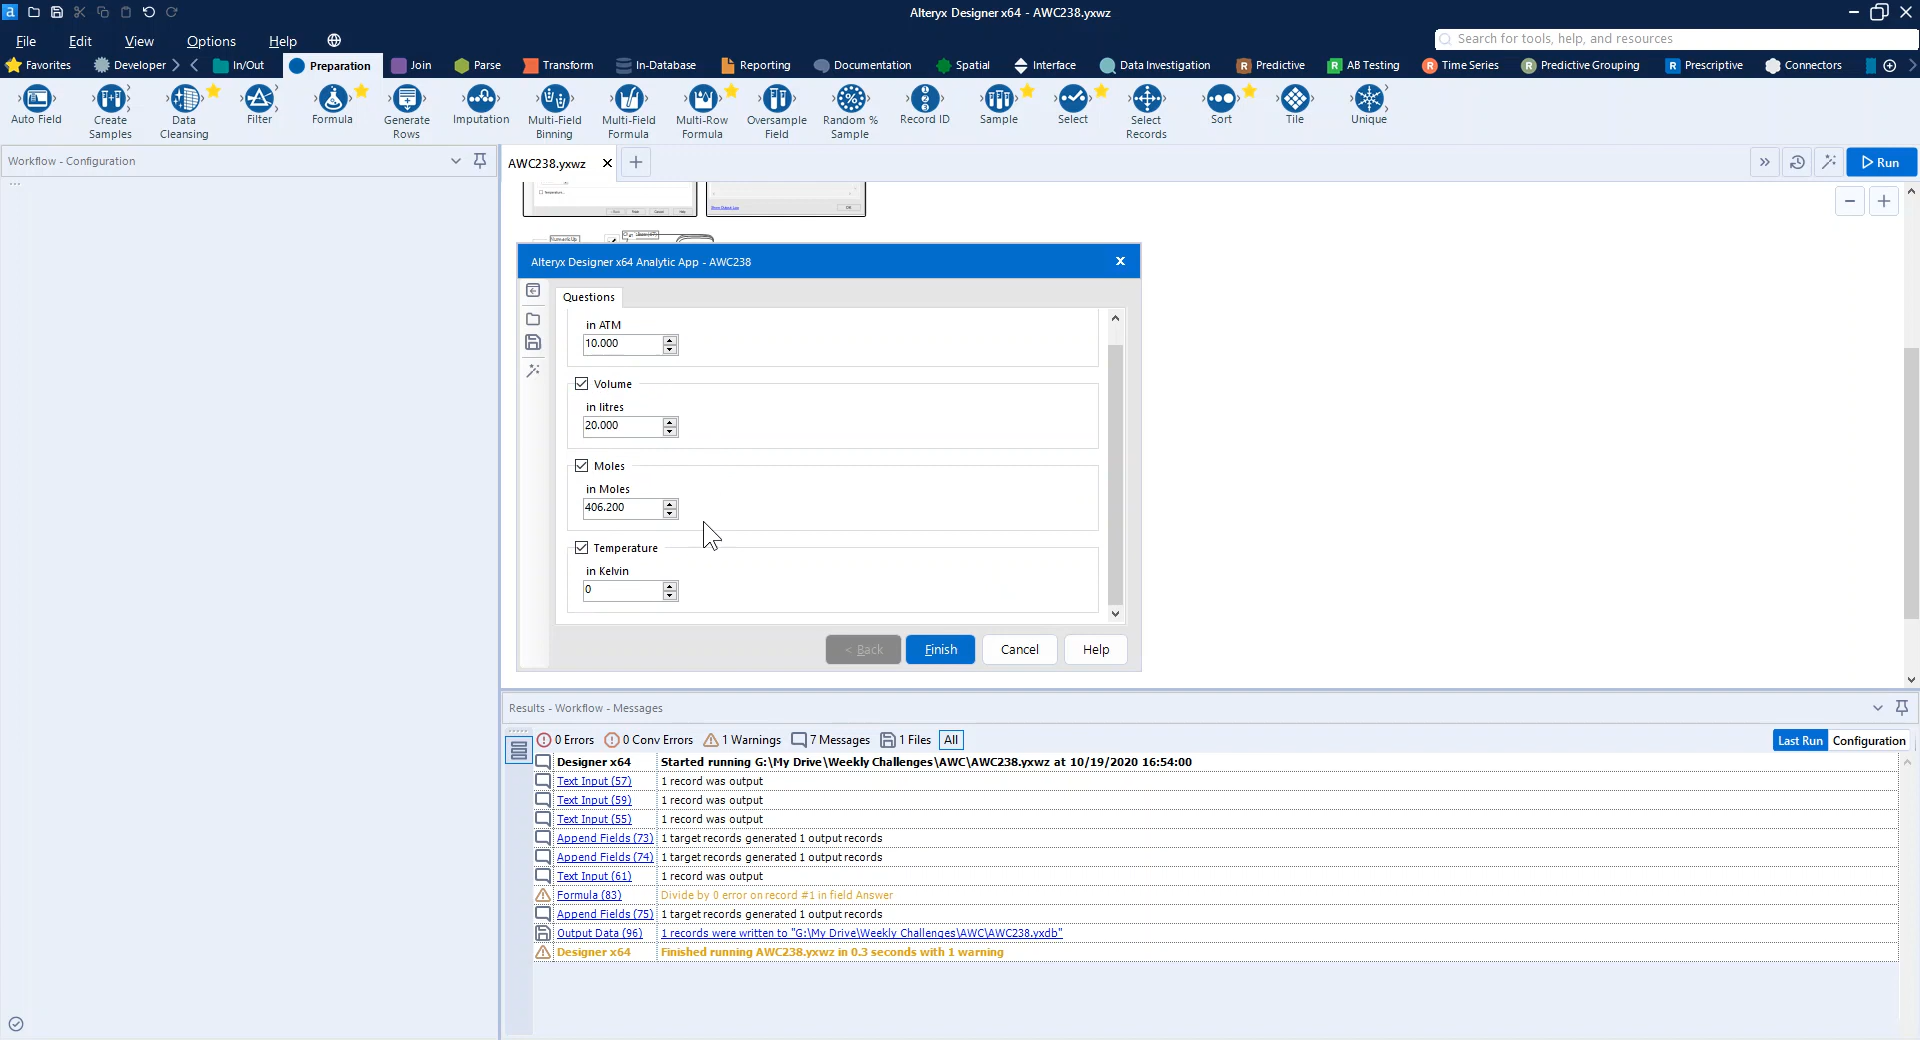 Alteryx Designer x64 - AWC238.yxwz
File Edit View Options Help
Search for tools, help, and resources
Favorites Developer In/Out Preparation Join Parse Transform In-Database Reporting Documentation Spatial Interface Data Investigation Predictive AB Testing Time Series Predictive Grouping Prescriptive Connectors
Auto Field Create Samples Data Cleansing Filter Formula Generate Rows Imputation Multi-Field Binning Multi-Field Formula Multi-Row Formula Oversample Field Random % Sample Record ID Sample Select Select Records Sort Tile Unique
Workflow - Configuration
AWC238.yxwz
Run
Alteryx Designer x64 Analytic App - AWC238
Questions
in ATM
10.000
Volume
in litres
20.000
Moles
in Moles
406.200
Temperature
in Kelvin
0
< Back Finish Cancel Help
Results - Workflow - Messages
0 Errors 0 Conv Errors 1 Warnings 7 Messages 1 Files All Last Run Configuration
Designer x64 Started running G:\My Drive\Weekly Challenges\AWC\AWC238.yxwz at 10/19/2020 16:54:00
Text Input (57) 1 record was output
Text Input (59) 1 record was output
Text Input (55) 1 record was output
Append Fields (73) 1 target records generated 1 output records
Append Fields (74) 1 target records generated 1 output records
Text Input (61) 1 record was output
Formula (83) Divide by 0 error on record #1 in field Answer
Append Fields (75) 1 target records generated 1 output records
Output Data (96) 1 records were written to "G:\My Drive\Weekly Challenges\AWC\AWC238.yxdb"
Designer x64 Finished running AWC238.yxwz in 0.3 seconds with 1 warning